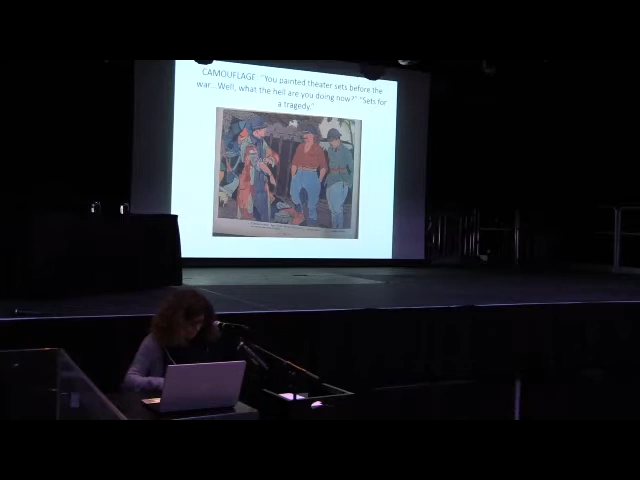 CAMOUFLAGE. "You painted theater sets before the
war...Well, what the hell are you doing now?" "Sets for
a tragedy."